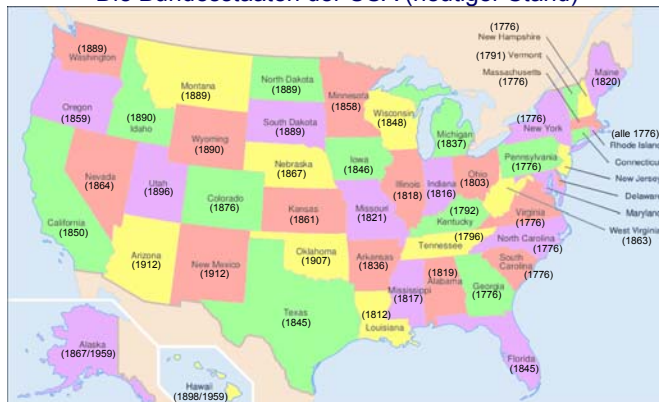 Die Bundesstaaten der USA (heutiger Stand)
(1776)
New Hampshire
(1791) Vermont
Massachusetts
(1776)
Maine
(1820)
(1889)
Washington
Montana
(1889)
North Dakota
(1889)
Minnesota
(1858)
Oregon
(1859)
(1890)
Idaho
Wyoming
(1890)
South Dakota
(1889)
Wisconsin
(1848)
Michigan
(1837)
(1776)
New York
(alle 1776)
Rhode Island
Connecticu
New Jersey
Delaware
Maryland
West Virginia
(1863)
Nevada
(1864)
Utah
(1896)
Colorado
(1876)
Nebraska
(1867)
Iowa
(1846)
Illinois
(1818)
Indiana
(1816)
Ohio
(1803)
Pennsylvania
(1776)
California
(1850)
Kansas
(1861)
Missouri
(1821)
(1792)
Kentucky
Virginia
(1776)
Arizona
(1912)
New Mexico
(1912)
Oklahoma
(1907)
Arkansas
(1836)
(1796)
Tennessee
North Carolina
(1776)
South
Carolina
(1776)
Texas
(1845)
(1812)
Louisiana
Mississippi
(1817)
(1819)
Alabama
Georgia
(1776)
Florida
(1845)
Alaska
(1867/1959)
Hawaii
(1898/1959)